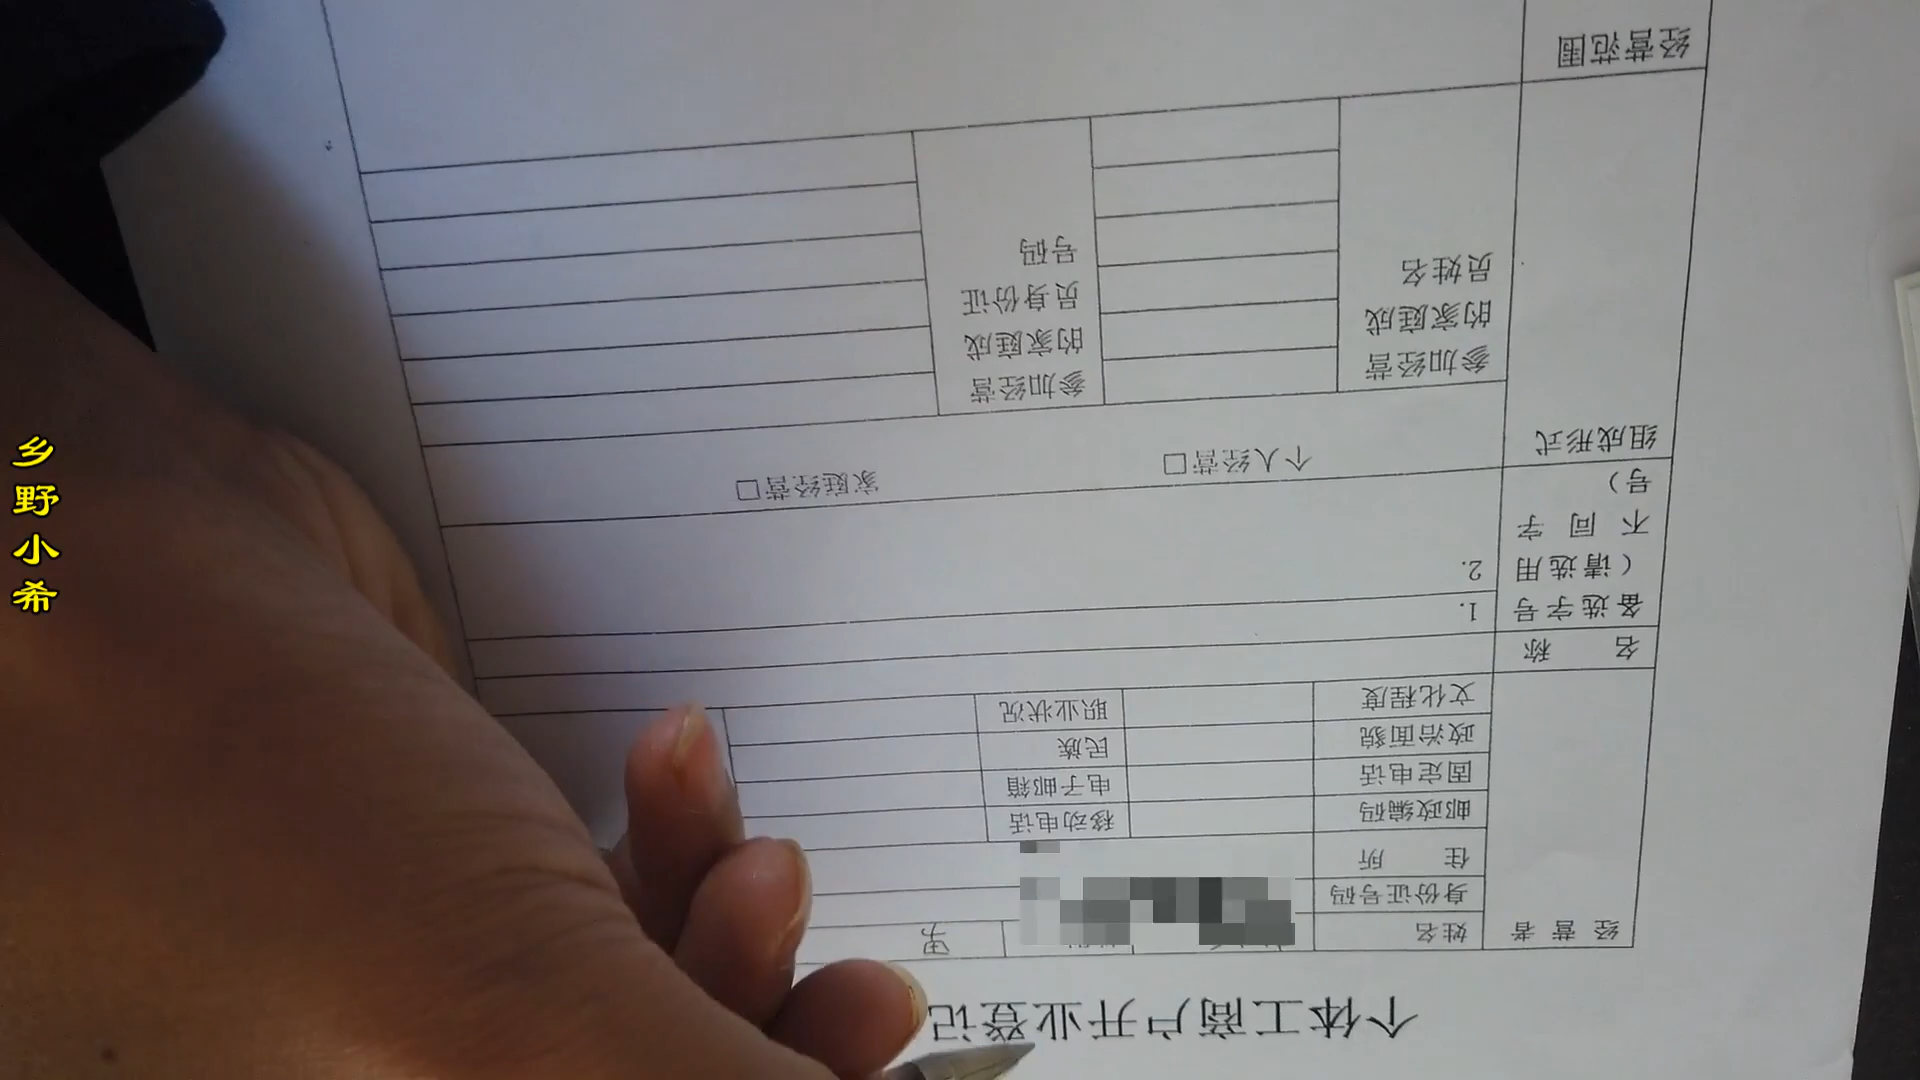 乡野小希
个体工商户开业登记
经营者
姓名
男
身份证号码
住所
邮政编码
移动电话
固定电话
电子邮箱
政治面貌
民族
文化程度
职业状况
名称
备选字号
（请选用
不同字
号）
1.
2.
组成形式
个人经营□
家庭经营□
参加经营
的家庭成
员姓名
参加经营
的家庭成
员身份证
号码
经营范围